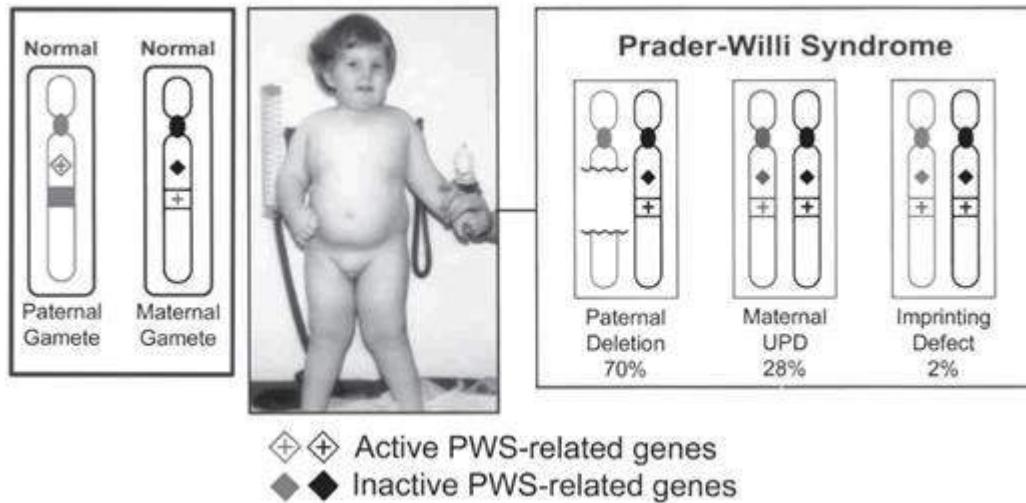 Normal
Normal
Paternal
Gamete
Maternal
Gamete
Prader-Willi Syndrome
Paternal
Deletion
70%
Maternal
UPD
28%
Imprinting
Defect
2%
Active PWS-related genes
Inactive PWS-related genes